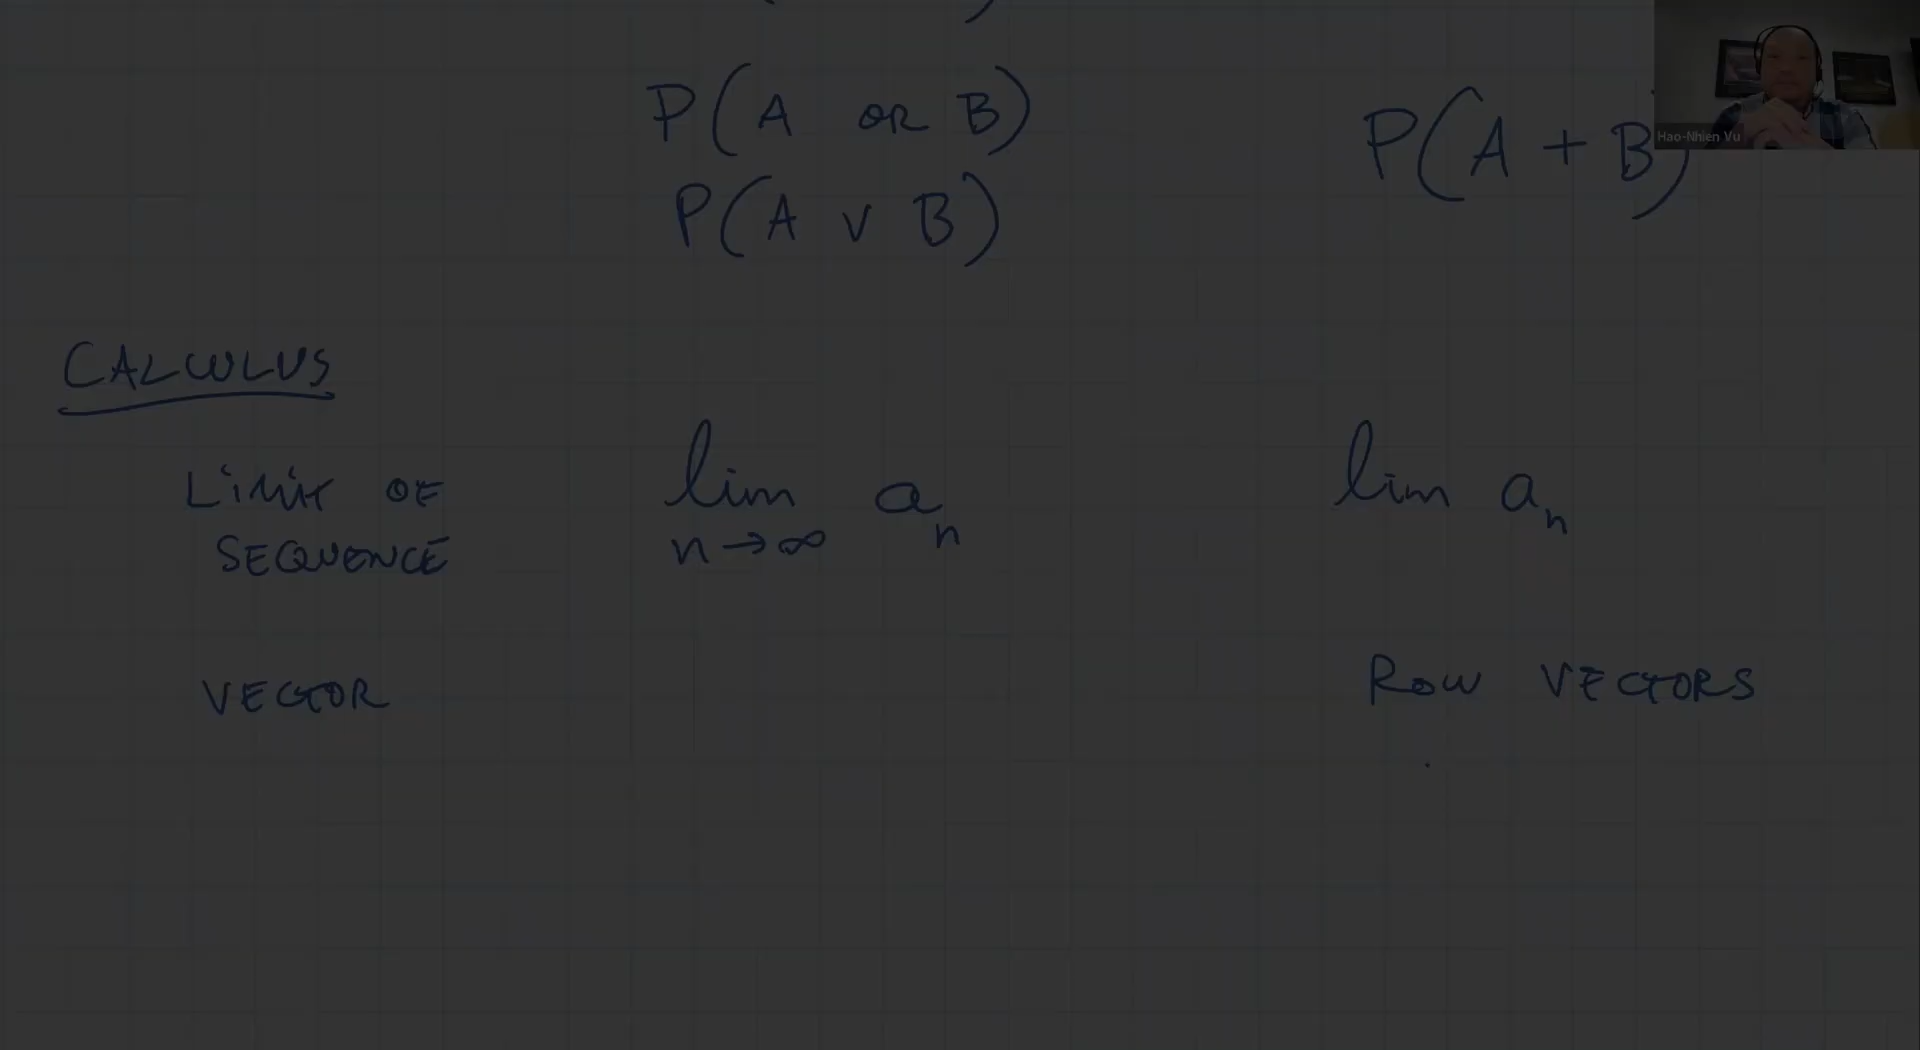 P(A OR B)
P(A + B)
Hao-Nhien Vu
P(A ∨ B)
CALCULUS
LIMIT OF
SEQUENCE
lim a_n
n→∞
lim a_n
VECTOR
ROW VECTORS